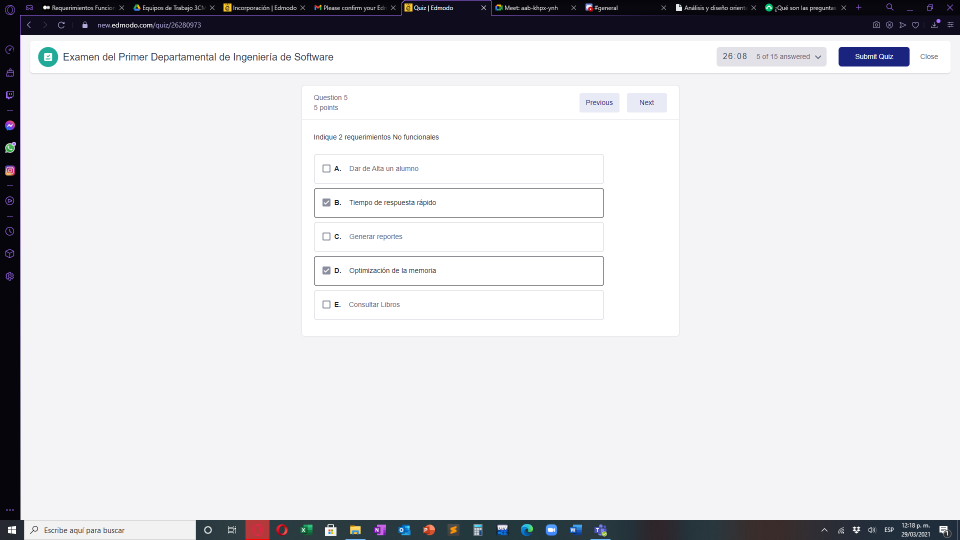 Requerimientos Funcion
Equipos de Trabajo 3CM
Incorporación | Edmodo
Please confirm your Edm
Quiz | Edmodo
Meet: aab-khpx-ynh
#general
Análisis y diseño orient
¿Qué son las pregunta
new.edmodo.com/quiz/26280973
Examen del Primer Departamental de Ingeniería de Software
26:08 5 of 15 answered
Submit Quiz
Close
Question 5
5 points
Previous
Next
Indique 2 requerimientos No funcionales
A. Dar de Alta un alumno
B. Tiempo de respuesta rápido
C. Generar reportes
D. Optimización de la memoria
E. Consultar Libros
Escribe aquí para buscar
ESP
12:18 p. m.
29/03/2021